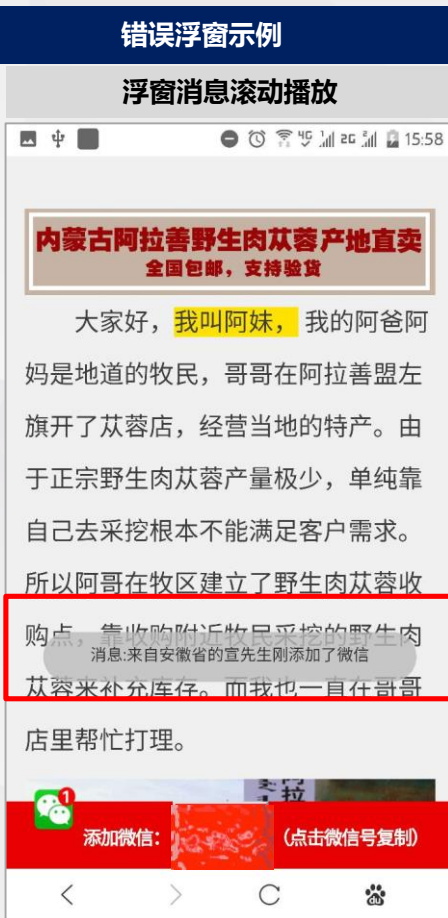 错误浮窗示例
浮窗消息滚动播放
4G 2G 15:58
内蒙古阿拉善野生肉苁蓉产地直卖
全国包邮，支持验货
大家好，我叫阿妹，我的阿爸阿
妈是地道的牧民，哥哥在阿拉善盟左
旗开了苁蓉店，经营当地的特产。由
于正宗野生肉苁蓉产量极少，单纯靠
自己去采挖根本不能满足客户需求。
所以阿哥在牧区建立了野生肉苁蓉收
购点，靠收购附近牧民采挖的野生肉
消息:来自安徽省的宣先生刚添加了微信
苁蓉来补充库存。而我也一直在哥哥
店里帮忙打理。
1
添加微信： （点击微信号复制）
du